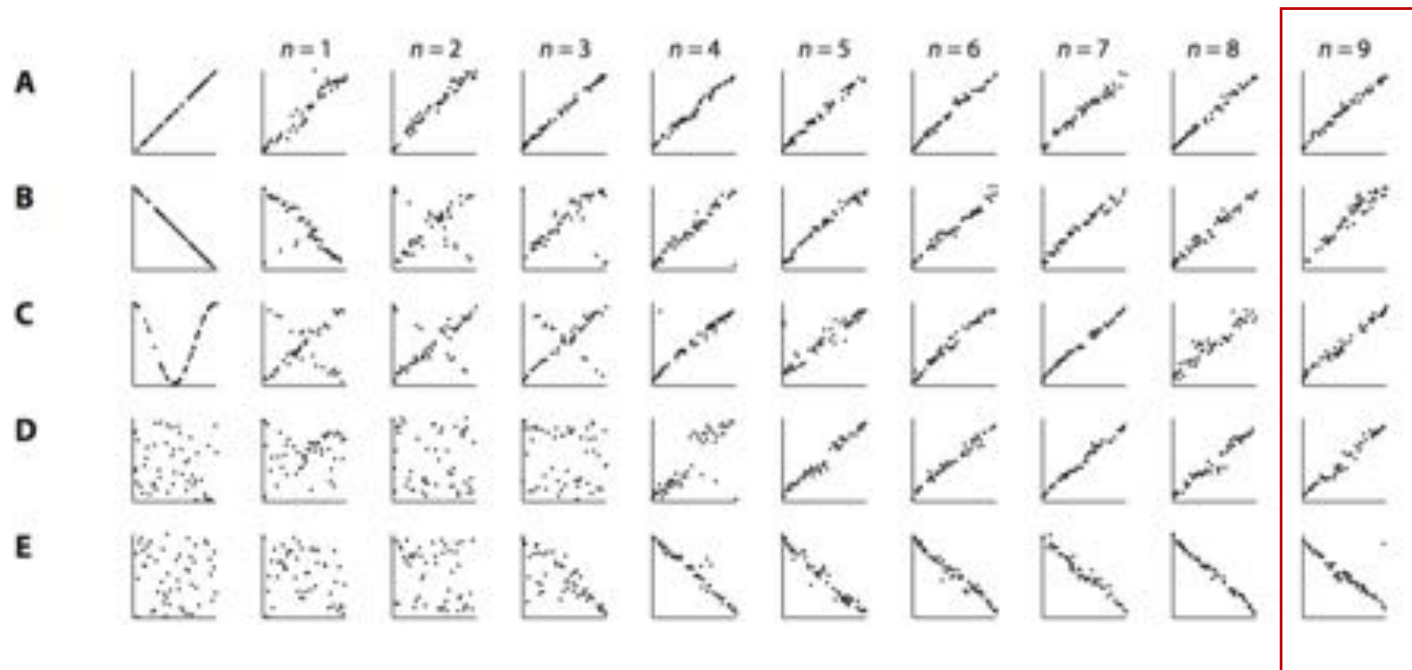 n = 1 n = 2 n = 3 n = 4 n = 5 n = 6 n = 7 n = 8 n = 9
A
B
C
D
E